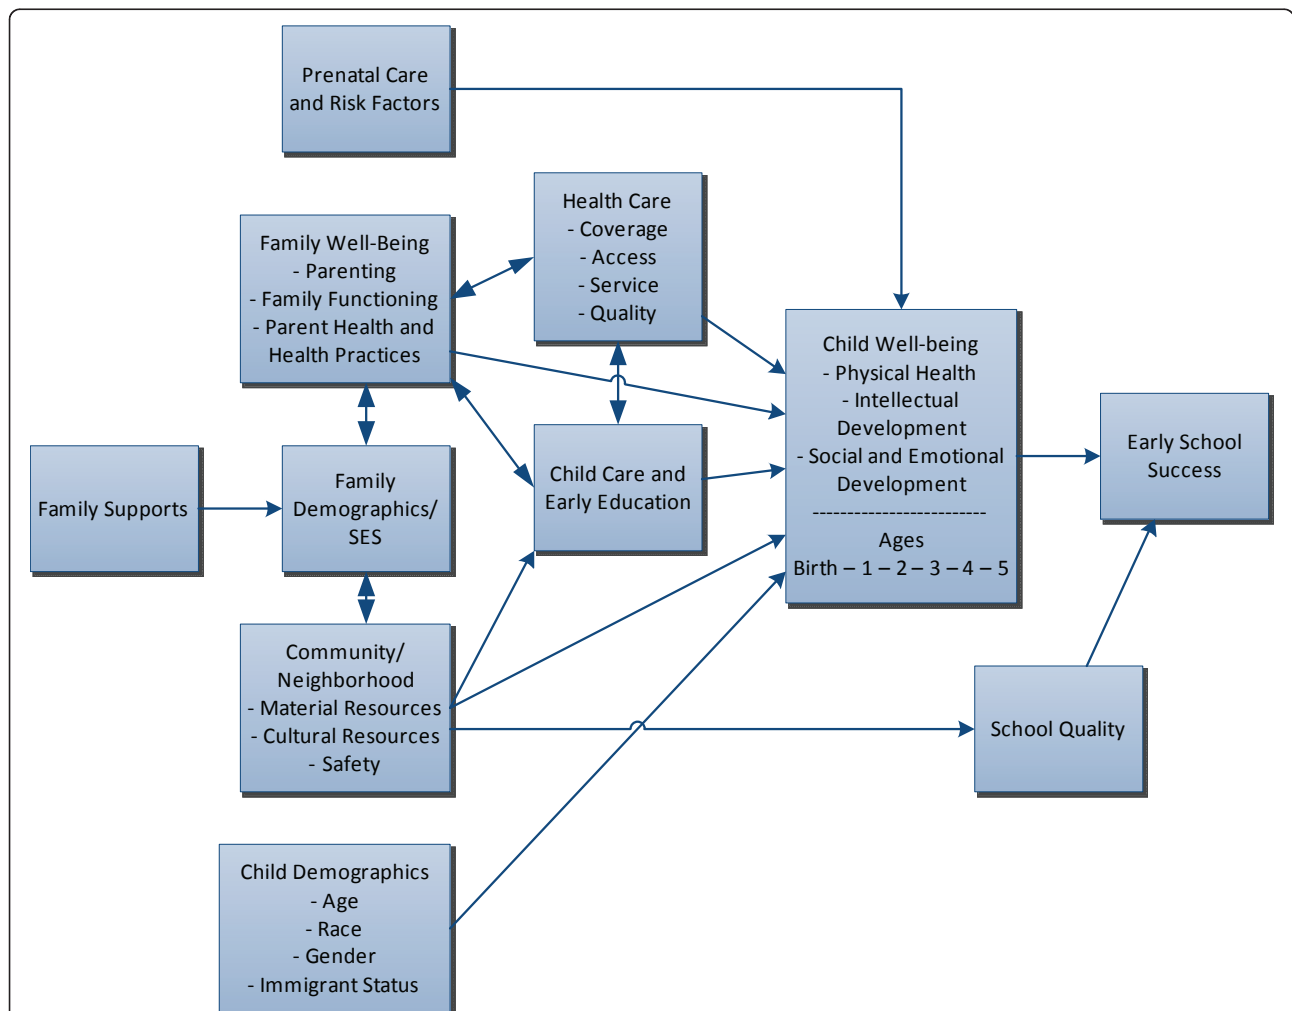 Prenatal Care
and Risk Factors
Family Well-Being
- Parenting
- Family Functioning
- Parent Health and
Health Practices
Health Care
- Coverage
- Access
- Service
- Quality
Child Well-being
- Physical Health
- Intellectual
Development
- Social and Emotional
Development
--------------------------
Ages
Birth – 1 – 2 – 3 – 4 – 5
Early School
Success
Family Supports
Family
Demographics/
SES
Child Care and
Early Education
Community/
Neighborhood
- Material Resources
- Cultural Resources
- Safety
School Quality
Child Demographics
- Age
- Race
- Gender
- Immigrant Status